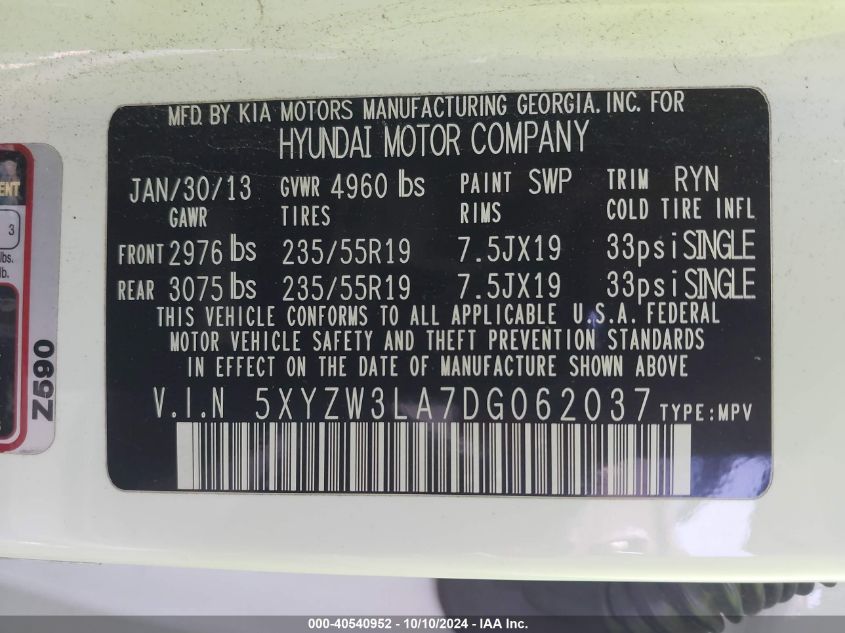 MFD. BY KIA MOTORS MANUFACTURING GEORGIA. INC. FOR
HYUNDAI MOTOR COMPANY
JAN/30/13 GVWR 4960 lbs PAINT SWP TRIM RYN
GAWR TIRES RIMS COLD TIRE INFL
FRONT 2976 lbs 235/55R19 7.5JX19 33psi SINGLE
REAR 3075 lbs 235/55R19 7.5JX19 33psi SINGLE
THIS VEHICLE CONFORMS TO ALL APPLICABLE U.S.A. FEDERAL
MOTOR VEHICLE SAFETY AND THEFT PREVENTION STANDARDS
IN EFFECT ON THE DATE OF MANUFACTURE SHOWN ABOVE
V.I.N 5XYZW3LA7DG062037 TYPE:MPV
3
lbs.
lb.
Z590
000-40540952 - 10/10/2024 - IAA Inc.